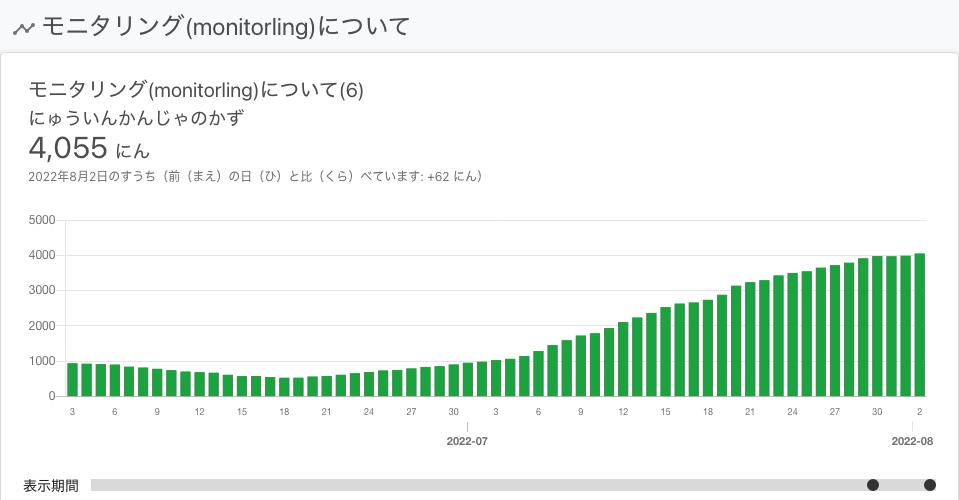 モニタリング(monitorling)について
モニタリング(monitorling)について(6)
にゅういんかんじゃのかず
4,055 にん
2022年8月2日のすうち（前（まえ）の日（ひ）と比（くら）べています: +62 にん）
5000
4000
3000
2000
1000
0
3 6 9 12 15 18 21 24 27 30 3 6 9 12 15 18 21 24 27 30 2
2022-07 2022-08
表示期間